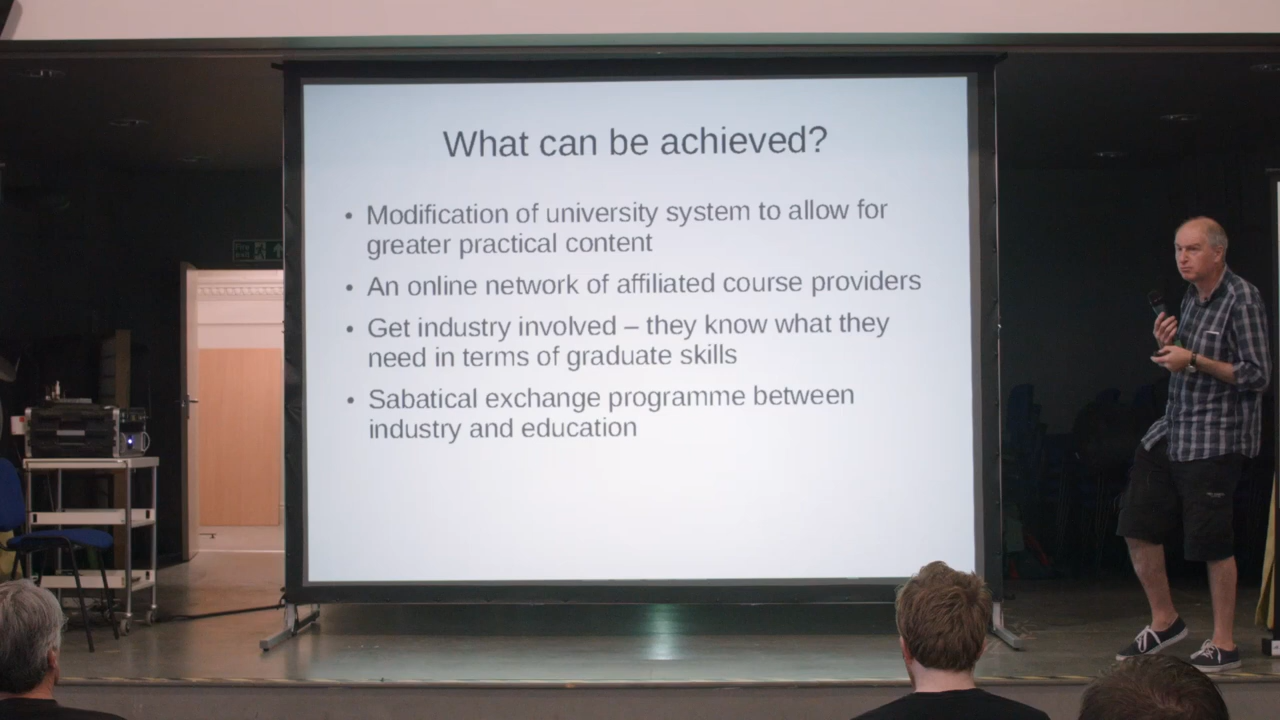 What can be achieved?
• Modification of university system to allow for
greater practical content
• An online network of affiliated course providers
• Get industry involved – they know what they
need in terms of graduate skills
• Sabatical exchange programme between
industry and education